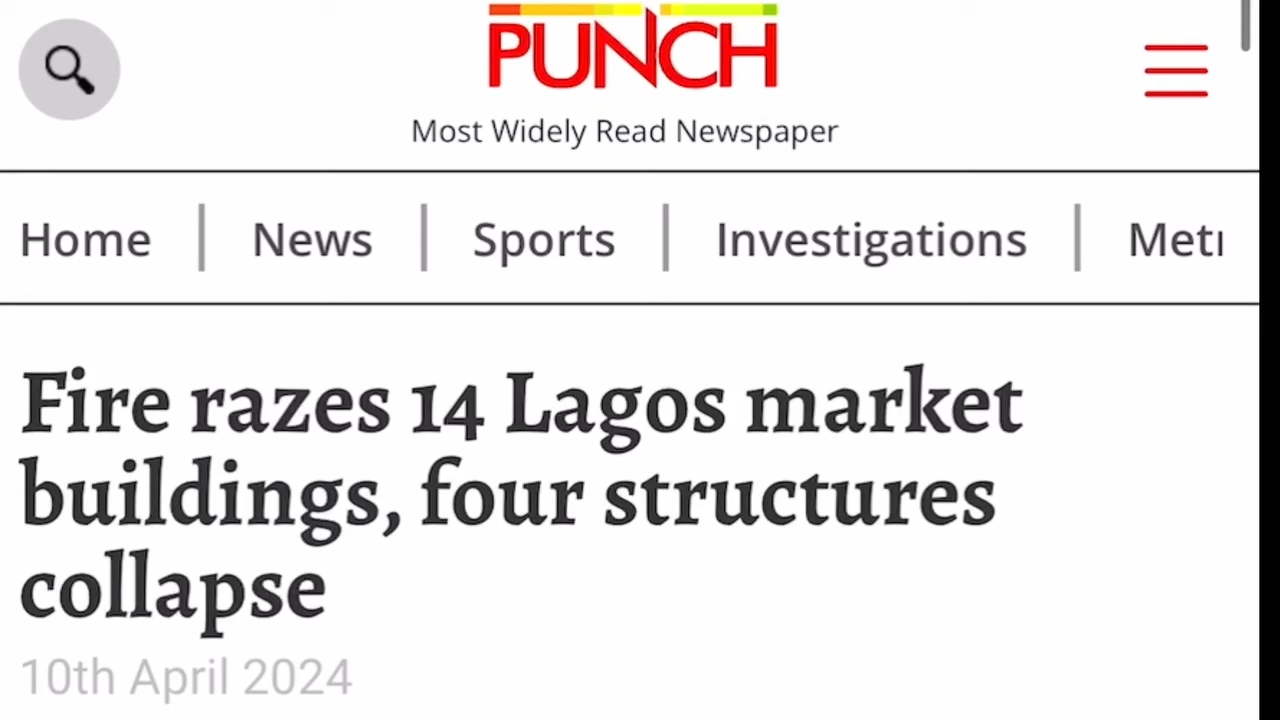 PUNCH
Most Widely Read Newspaper
Home News Sports Investigations
Fire razes 14 Lagos market
buildings, four structures
collapse
10th April 2024